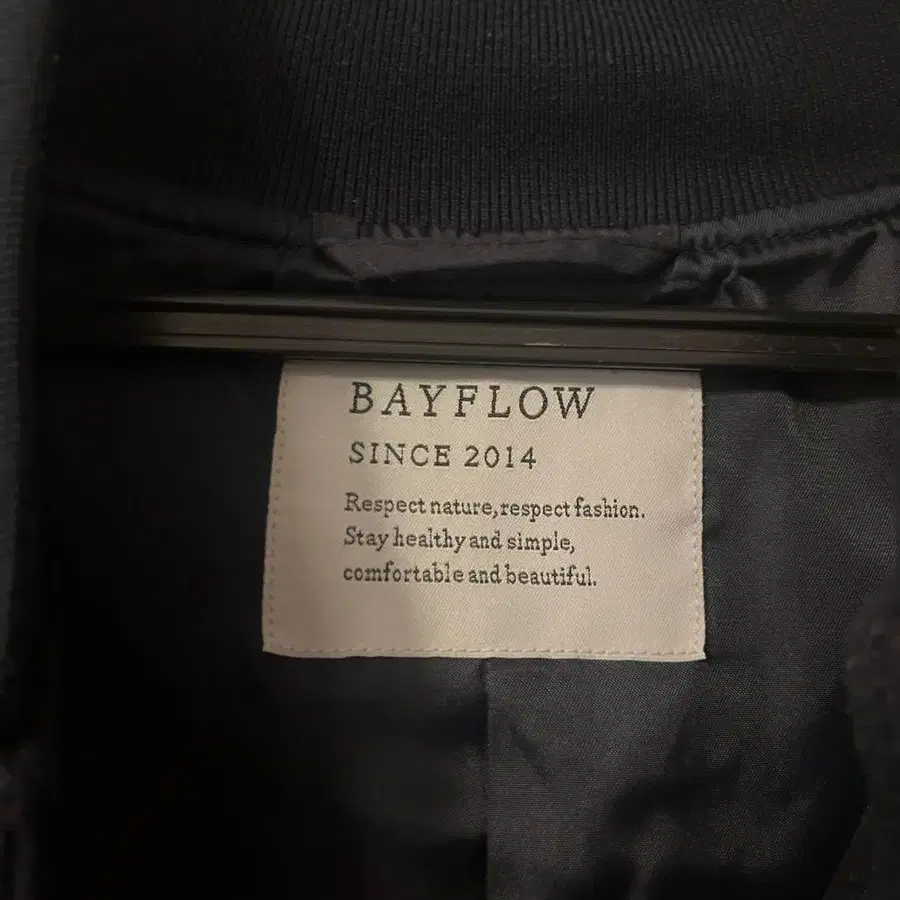 BAYFLOW
SINCE 2014
Respect nature, respect fashion.
Stay healthy and simple,
comfortable and beautiful.